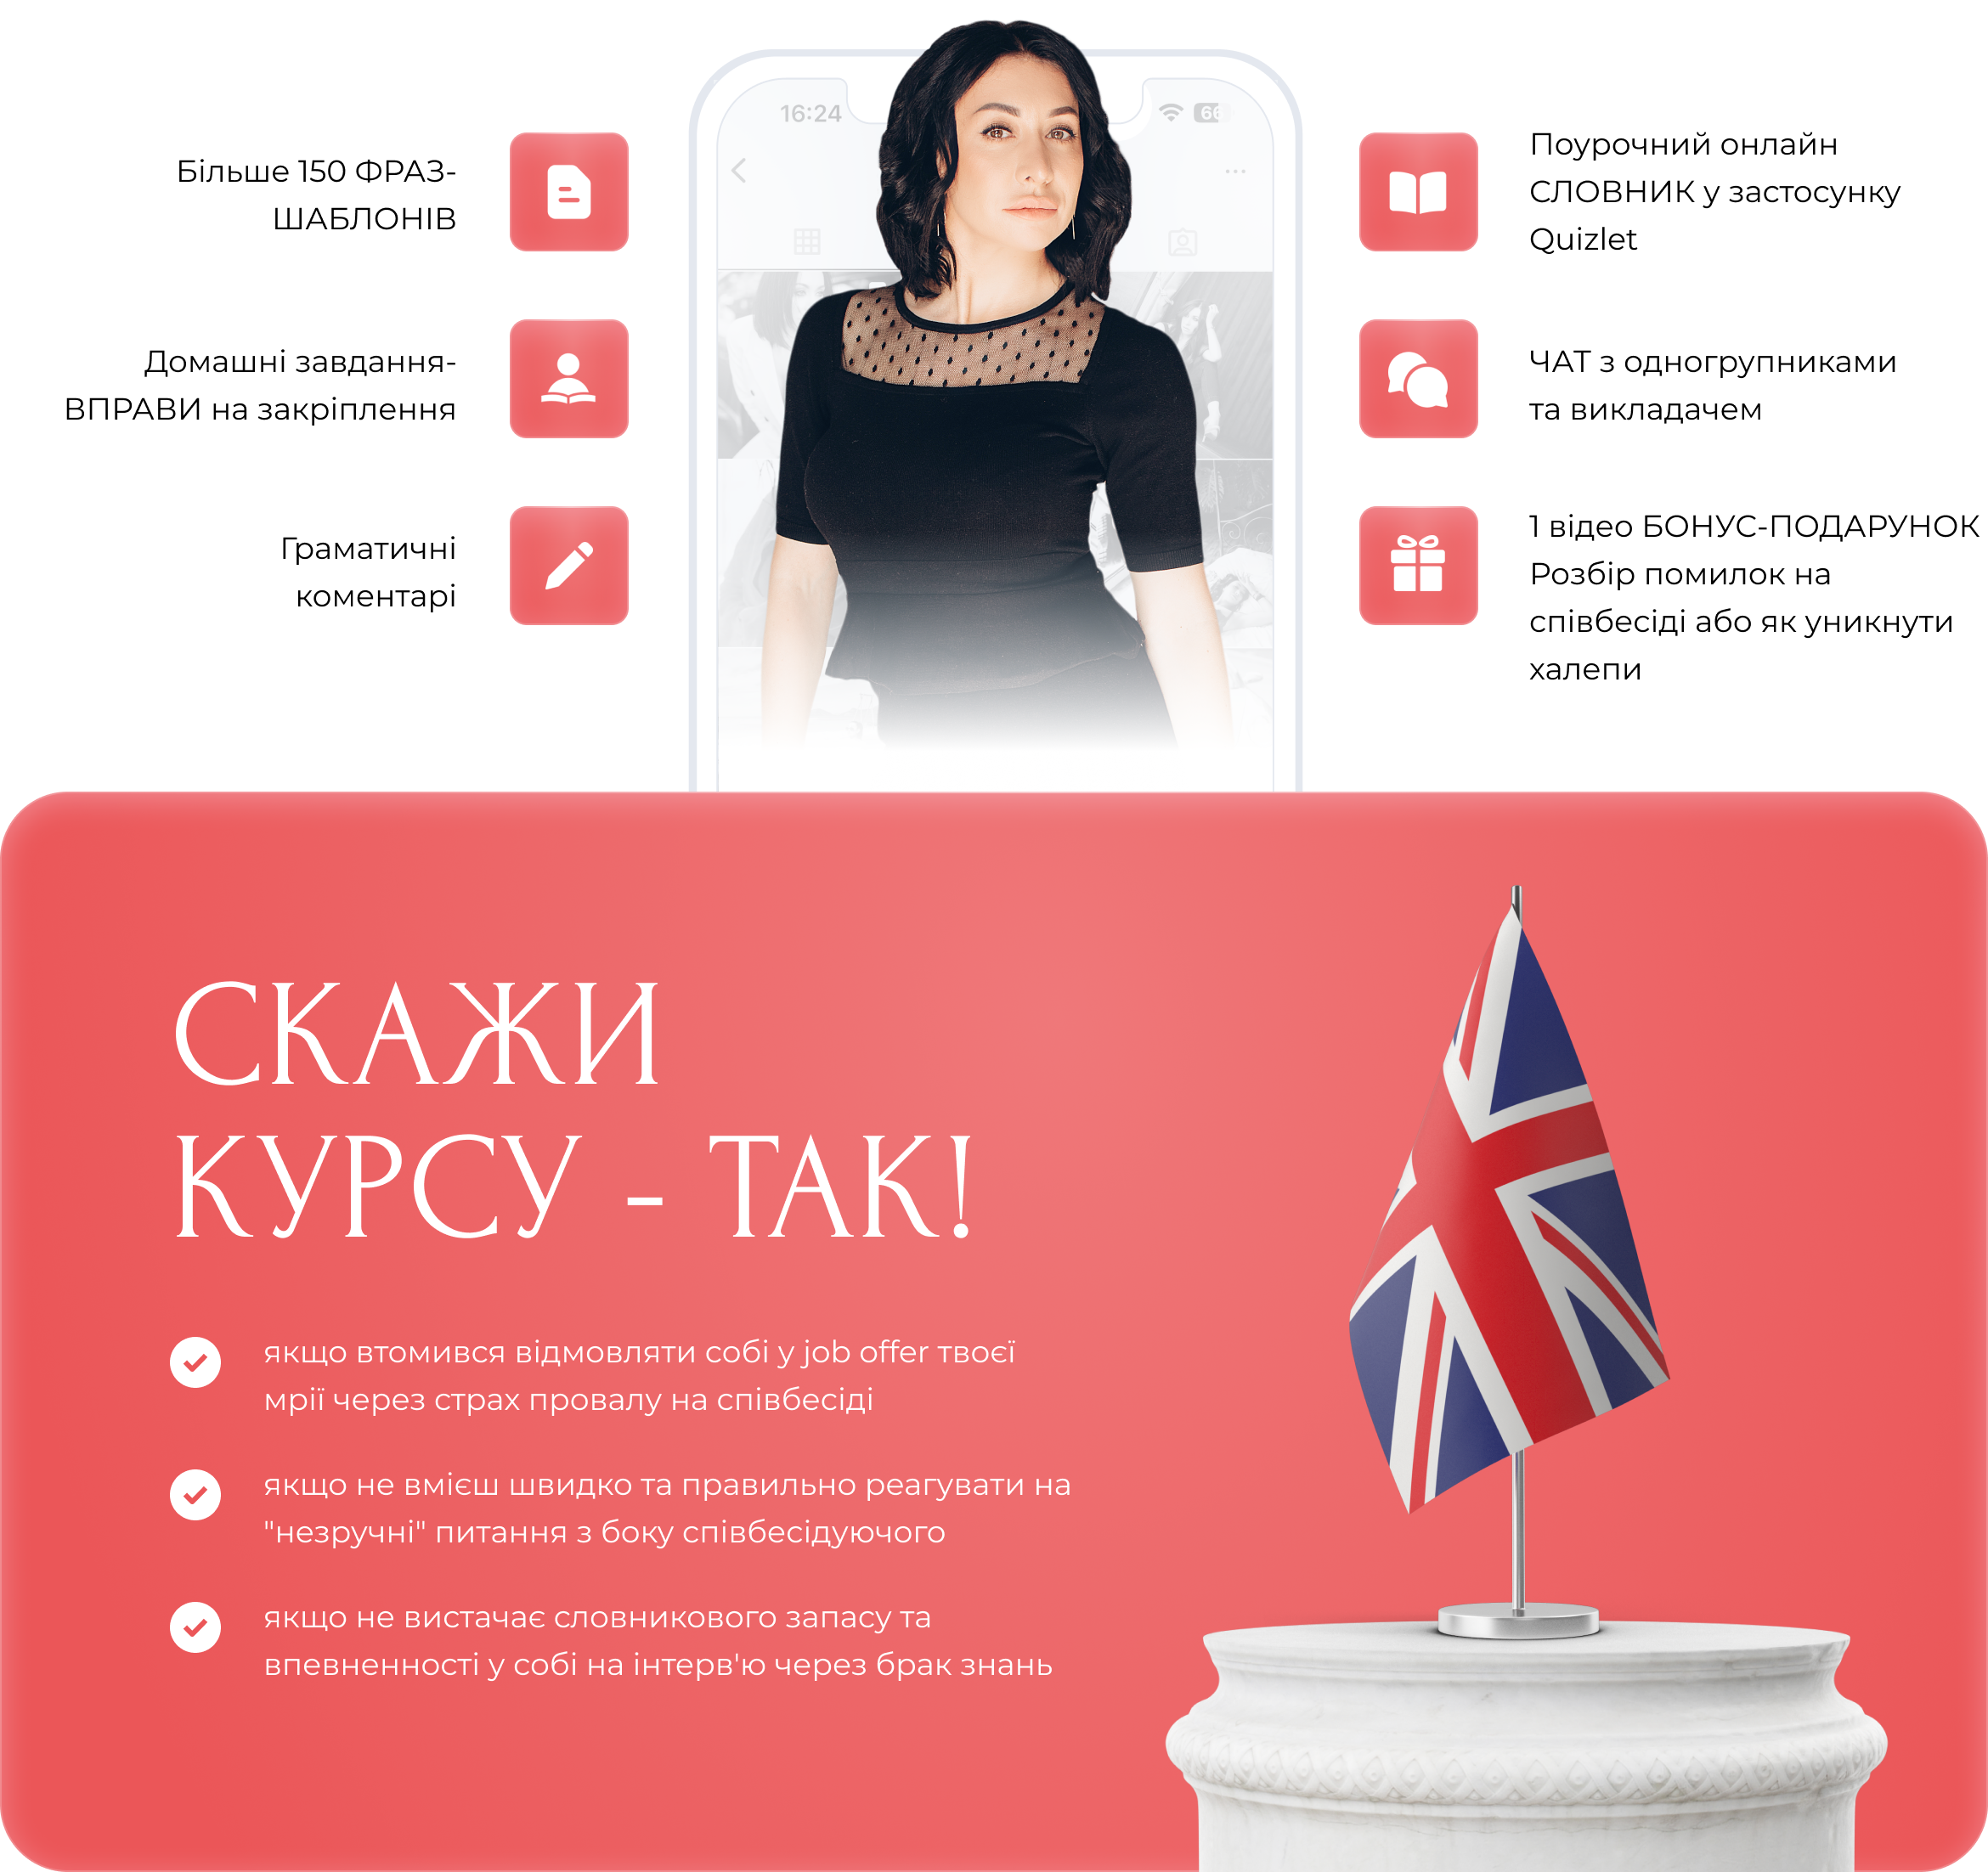 16:24
66
Більше 150 ФРАЗ-
ШАБЛОНІВ
Домашні завдання-
ВПРАВИ на закріплення
Граматичні
коментарі
Поурочний онлайн
СЛОВНИК у застосунку
Quizlet
ЧАТ з одногрупниками
та викладачем
1 відео БОНУС-ПОДАРУНОК
Розбір помилок на
співбесіді або як уникнути
халепи
СКАЖИ
КУРСУ - ТАК!
якщо втомився відмовляти собі у job offer твоєї
мрії через страх провалу на співбесіді
якщо не вмієш швидко та правильно реагувати на
"незручні" питання з боку співбесідуючого
якщо не вистачає словникового запасу та
впевненності у собі на інтерв'ю через брак знань